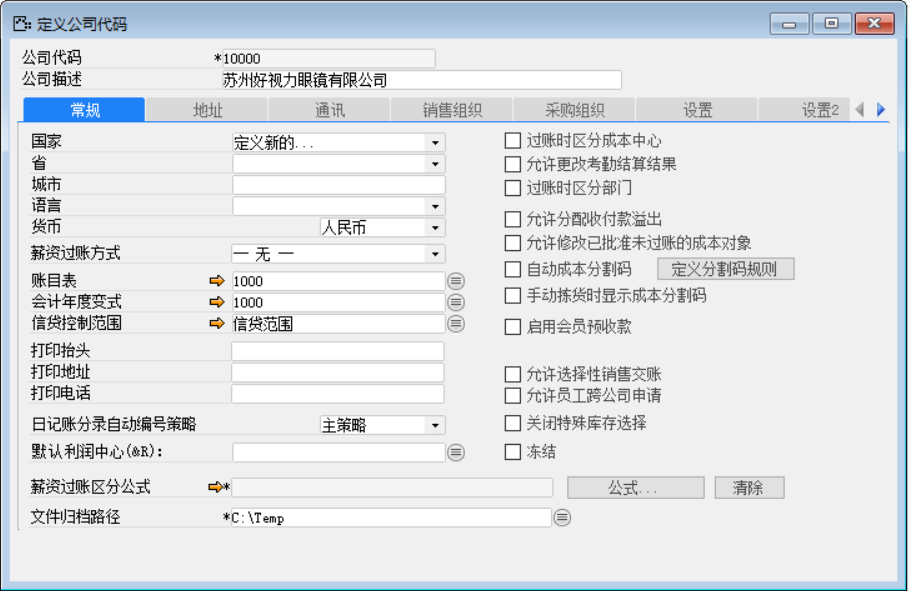 定义公司代码
公司代码 *10000
公司描述 苏州好视力眼镜有限公司
常规 地址 通讯 销售组织 采购组织 设置 设置2
国家 定义新的... 过账时区分成本中心
省 允许更改考勤结算结果
城市 过账时区分部门
语言
货币 人民币 允许分配收付款溢出
薪资过账方式 — 无 — 允许修改已批准未过账的成本对象
账目表 1000 自动成本分割码 定义分割码规则
会计年度变式 1000 手动拣货时显示成本分割码
信贷控制范围 信贷范围 启用会员预收款
打印抬头
打印地址 允许选择性销售交账
打印电话 允许员工跨公司申请
日记账分录自动编号策略 主策略 关闭特殊库存选择
默认利润中心(&R): 冻结
薪资过账区分公式 * 公式... 清除
文件归档路径 *C:\Temp